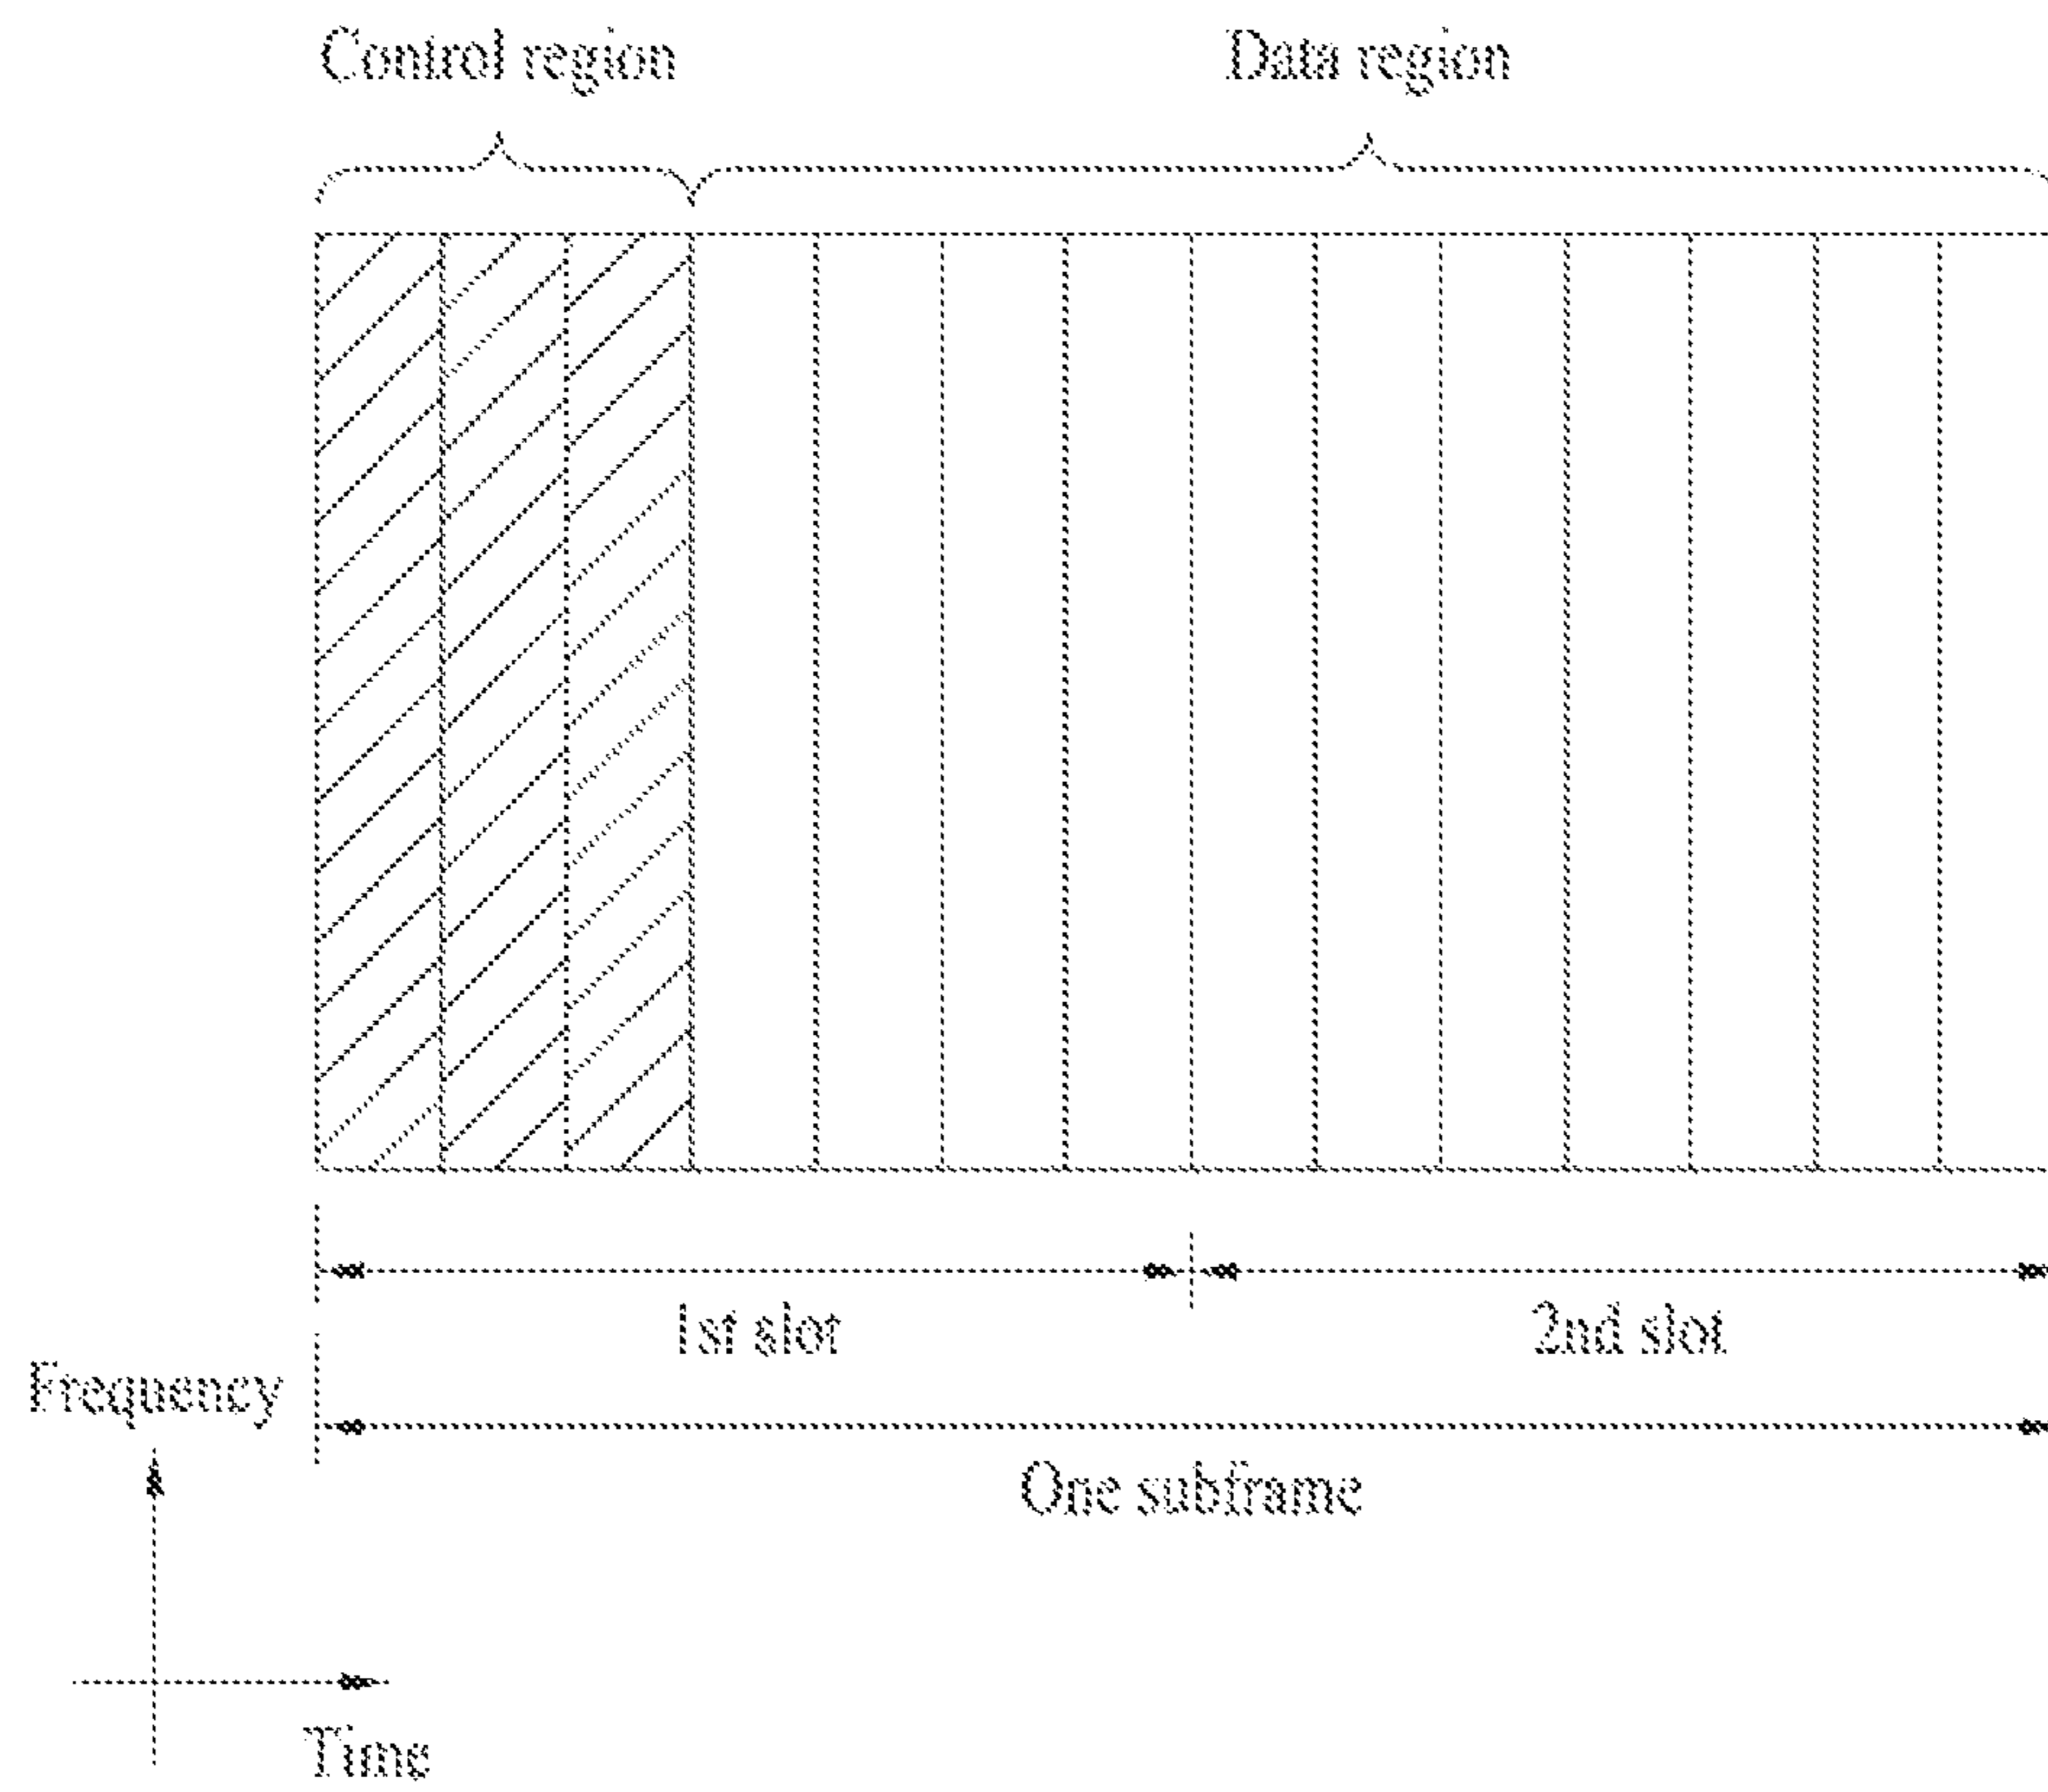 Control region
Data region
1st slot
2nd slot
Frequency
One subframe
Time